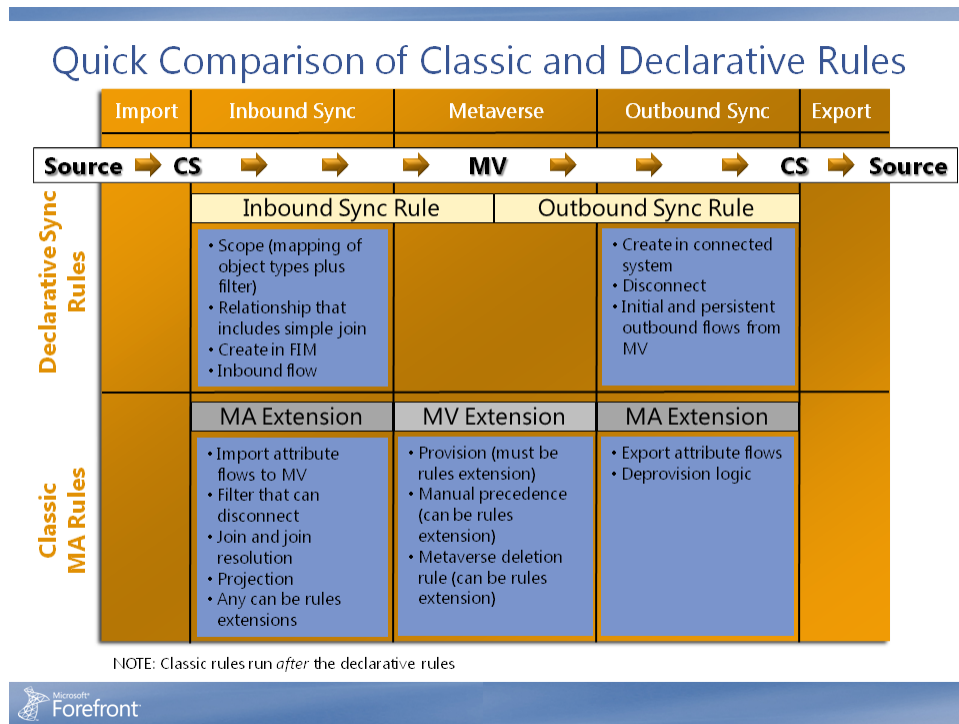 Quick Comparison of Classic and Declarative Rules
Import
Inbound Sync
Metaverse
Outbound Sync
Export
Source
CS
MV
CS
Source
Declarative Sync
Rules
Inbound Sync Rule
Outbound Sync Rule
• Scope (mapping of
object types plus
filter)
• Relationship that
includes simple join
• Create in FIM
• Inbound flow
• Create in connected
system
• Disconnect
• Initial and persistent
outbound flows from
MV
Classic
MA Rules
MA Extension
MV Extension
MA Extension
• Import attribute
flows to MV
• Filter that can
disconnect
• Join and join
resolution
• Projection
• Any can be rules
extensions
• Provision (must be
rules extension)
• Manual precedence
(can be rules
extension)
• Metaverse deletion
rule (can be rules
extension)
• Export attribute flows
• Deprovision logic
NOTE: Classic rules run after the declarative rules
Microsoft®
Forefront